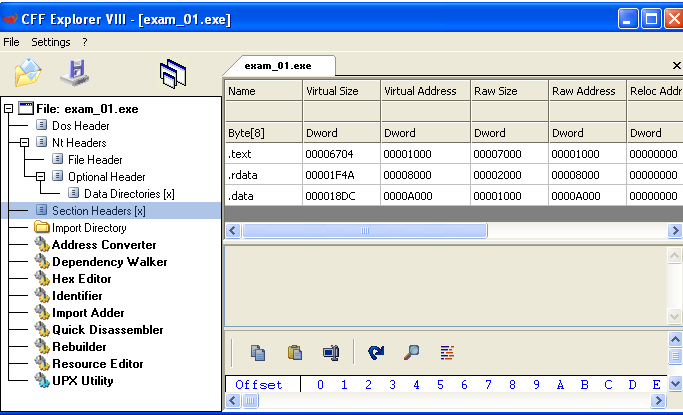 CFF Explorer VIII - [exam_01.exe]
File Settings ?
exam_01.exe
File: exam_01.exe
Dos Header
Nt Headers
File Header
Optional Header
Data Directories [x]
Section Headers [x]
Import Directory
Address Converter
Dependency Walker
Hex Editor
Identifier
Import Adder
Quick Disassembler
Rebuilder
Resource Editor
UPX Utility
Name Virtual Size Virtual Address Raw Size Raw Address Reloc Addr
Byte[8] Dword Dword Dword Dword Dword
.text 00006704 00001000 00007000 00001000 00000000
.rdata 00001F4A 00008000 00002000 00008000 00000000
.data 000018DC 0000A000 00001000 0000A000 00000000
Offset 0 1 2 3 4 5 6 7 8 9 A B C D E